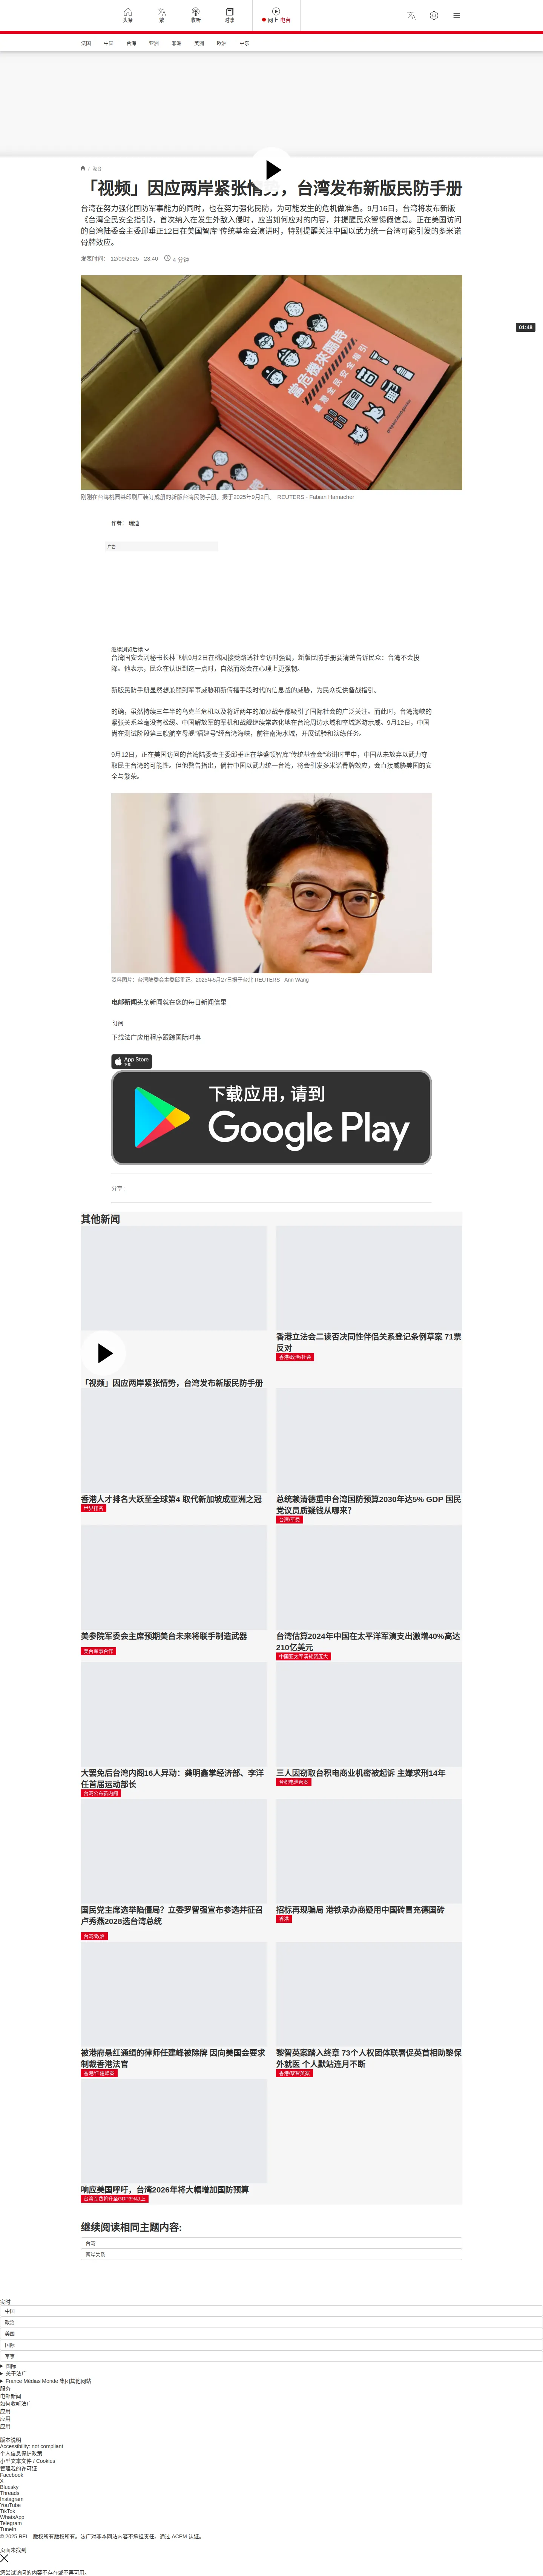 头条
繁
收听
时事
网上 电台
法国
中国
台海
亚洲
非洲
美洲
欧洲
中东
/ 港台
「视频」因应两岸紧张情势，台湾发布新版民防手册
台湾在努力强化国防军事能力的同时，也在努力强化民防，为可能发生的危机做准备。9月16日，台湾将发布新版
《台湾全民安全指引》，首次纳入在发生外敌入侵时，应当如何应对的内容，并提醒民众警惕假信息。正在美国访问
的台湾陆委会主委邱垂正12日在美国智库“传统基金会演讲时，特别提醒关注中国以武力统一台湾可能引发的多米诺
骨牌效应。
发表时间： 12/09/2025 - 23:40
4 分钟
01:48
當危機來臨時
臺灣全民安全指引
刚刚在台湾桃园某印刷厂装订成册的新版台湾民防手册。摄于2025年9月2日。 REUTERS - Fabian Hamacher
作者： 瑞迪
广告
继续浏览后续
台湾国安会副秘书长林飞帆9月2日在桃园接受路透社专访时强调，新版民防手册要清楚告诉民众：台湾不会投
降。他表示，民众在认识到这一点时，自然而然会在心理上更强韧。
新版民防手册显然想兼顾到军事威胁和新传播手段时代的信息战的威胁，为民众提供备战指引。
的确，虽然持续三年半的乌克兰危机以及将近两年的加沙战争都吸引了国际社会的广泛关注。而此时，台湾海峡的
紧张关系丝毫没有松缓。中国解放军的军机和战舰继续常态化地在台湾周边水域和空域巡游示威。9月12日，中国
尚在测试阶段第三艘航空母舰“福建号”经台湾海峡，前往南海水域，开展试验和演练任务。
9月12日，正在美国访问的台湾陆委会主委邱垂正在华盛顿智库”传统基金会“演讲时重申，中国从未放弃以武力夺
取民主台湾的可能性。但他警告指出，倘若中国以武力统一台湾，将会引发多米诺骨牌效应，会直接威胁美国的安
全与繁荣。
资料图片：台湾陆委会主委邱垂正。2025年5月27日摄于台北 REUTERS - Ann Wang
电邮新闻头条新闻就在您的每日新闻信里
订阅
下载法广应用程序跟踪国际时事
App Store
下载
下载应用，请到
Google Play
分享 :
其他新闻
「视频」因应两岸紧张情势，台湾发布新版民防手册
香港立法会二读否决同性伴侣关系登记条例草案 71票
反对
香港/政治/社会
香港人才排名大跃至全球第4 取代新加坡成亚洲之冠
世界排名
总统赖清德重申台湾国防预算2030年达5% GDP 国民
党议员质疑钱从哪来?
台湾/军费
美参院军委会主席预期美台未来将联手制造武器
美台军事合作
台湾估算2024年中国在太平洋军演支出激增40%高达
210亿美元
中国亚太军演耗资庞大
大罢免后台湾内阁16人异动：龚明鑫掌经济部、李洋
任首届运动部长
台湾公布新内阁
三人因窃取台积电商业机密被起诉 主嫌求刑14年
台积电泄密案
国民党主席选举陷僵局？立委罗智强宣布参选并征召
卢秀燕2028选台湾总统
台湾/政治
招标再现骗局 港铁承办商疑用中国砖冒充德国砖
香港
被港府悬红通缉的律师任建峰被除牌 因向美国会要求
制裁香港法官
香港/任建峰案
黎智英案踏入终章 73个人权团体联署促英首相助黎保
外就医 个人默站连月不断
香港/黎智英案
响应美国呼吁，台湾2026年将大幅增加国防预算
台湾军费将升至GDP3%以上
继续阅读相同主题内容:
台湾
两岸关系
实时
中国
政治
美国
国际
军事
国际
关于法广
France Médias Monde 集团其他网站
服务
电邮新闻
如何收听法广
应用
应用
应用
版本说明
Accessibility: not compliant
个人信息保护政策
小型文本文件 / Cookies
管理我的许可证
Facebook
X
Bluesky
Threads
Instagram
YouTube
TikTok
WhatsApp
Telegram
TuneIn
© 2025 RFI – 版权所有版权所有。法广对非本网站内容不承担责任。通过 ACPM 认证。
页面未找到
您尝试访问的内容不存在或不再可用。